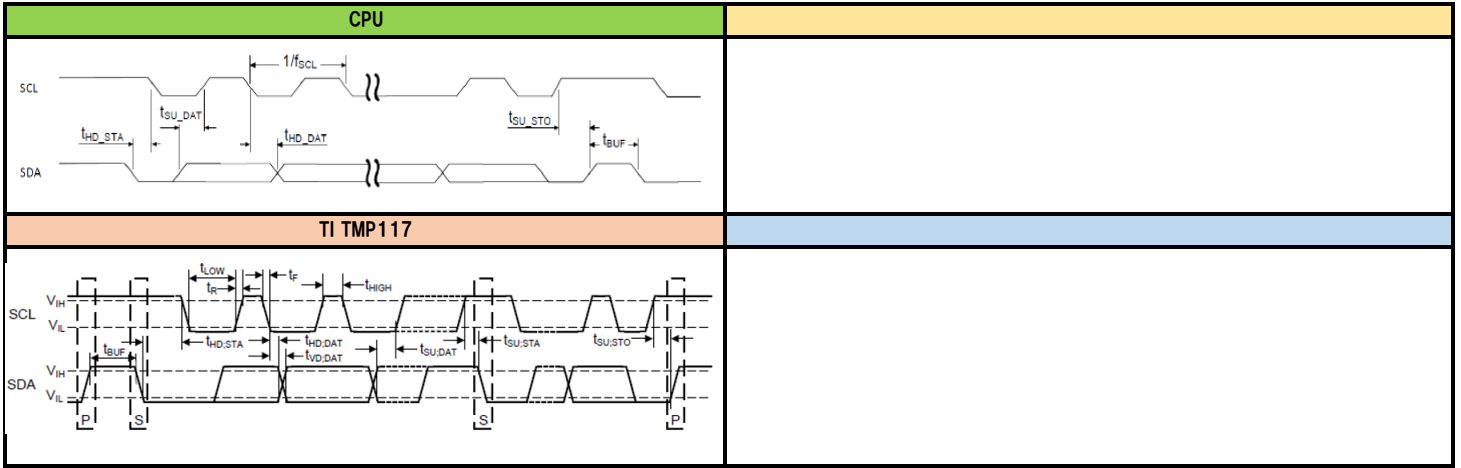 CPU
1/fSCL
SCL
tSU_DAT
tSU_STO
tHD_STA
tHD_DAT
tBUF
SDA
TI TMP117
tLOW
tF
tR
tHIGH
VIH
SCL
VIL
tHD;STA
tHD;DAT
tSU;STA
tSU;STO
tBUF
tVD;DAT
tSU;DAT
VIH
SDA
VIL
P
S
S
P